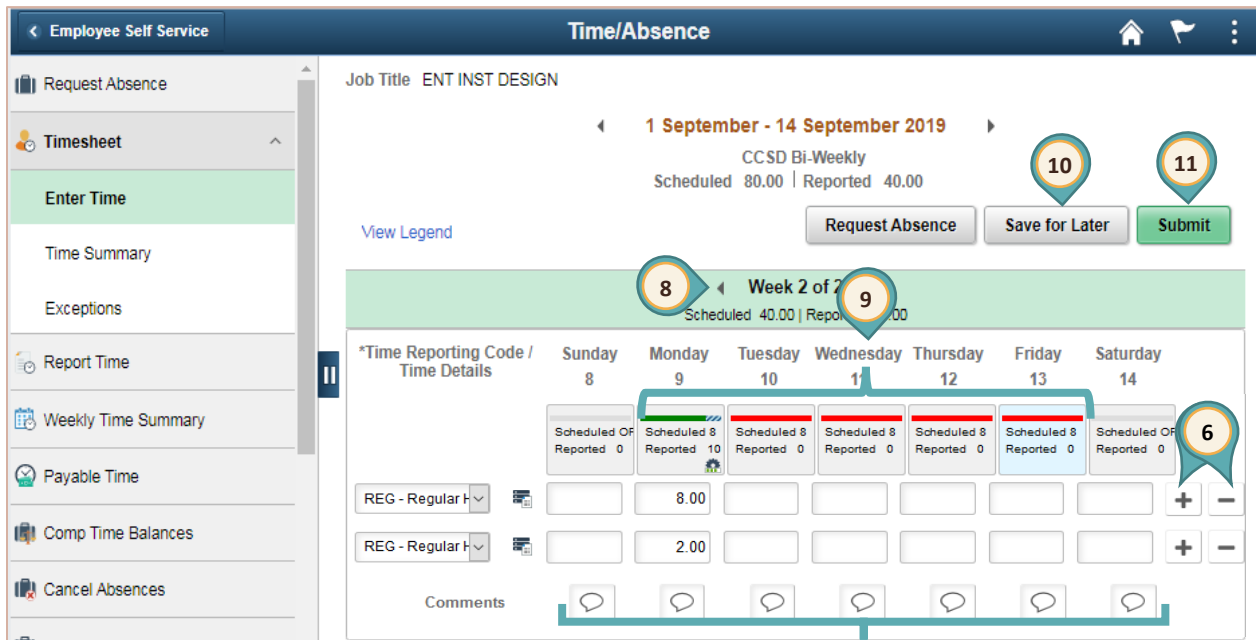 Employee Self Service
Time/Absence
Request Absence
Timesheet
Enter Time
Time Summary
Exceptions
Report Time
Weekly Time Summary
Payable Time
Comp Time Balances
Cancel Absences
Job Title ENT INST DESIGN
1 September - 14 September 2019
CCSD Bi-Weekly
Scheduled 80.00 | Reported 40.00
10
11
View Legend
Request Absence
Save for Later
Submit
8
Week 2 of
9
Scheduled 40.00 |
*Time Reporting Code / Time Details
Sunday 8
Monday 9
Tuesday 10
Wednesday
Thursday 12
Friday 13
Saturday 14
Scheduled OF
Reported 0
Scheduled 8
Reported 10
Scheduled 8
Reported 0
Scheduled 8
Reported 0
Scheduled 8
Reported 0
Scheduled 8
Reported 0
Scheduled OF
Reported 0
6
REG - Regular H
8.00
+ −
REG - Regular H
2.00
+ −
Comments